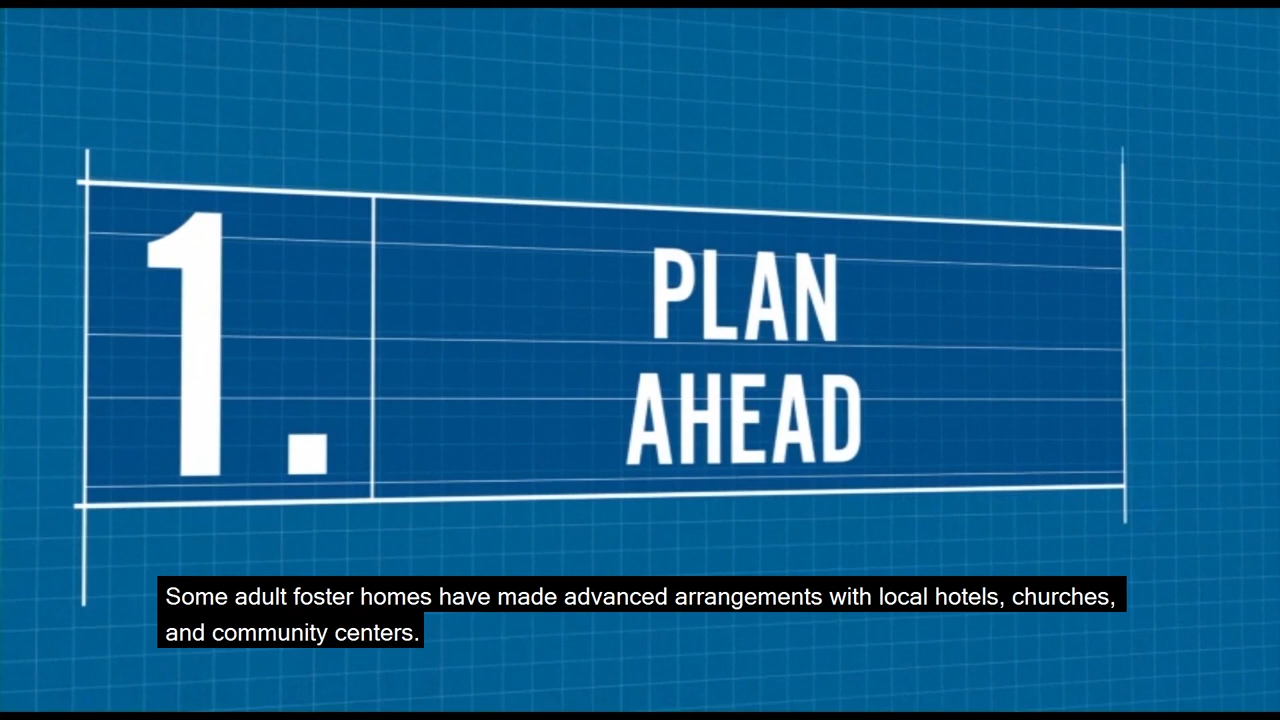 1.
PLAN
AHEAD
Some adult foster homes have made advanced arrangements with local hotels, churches,
and community centers.